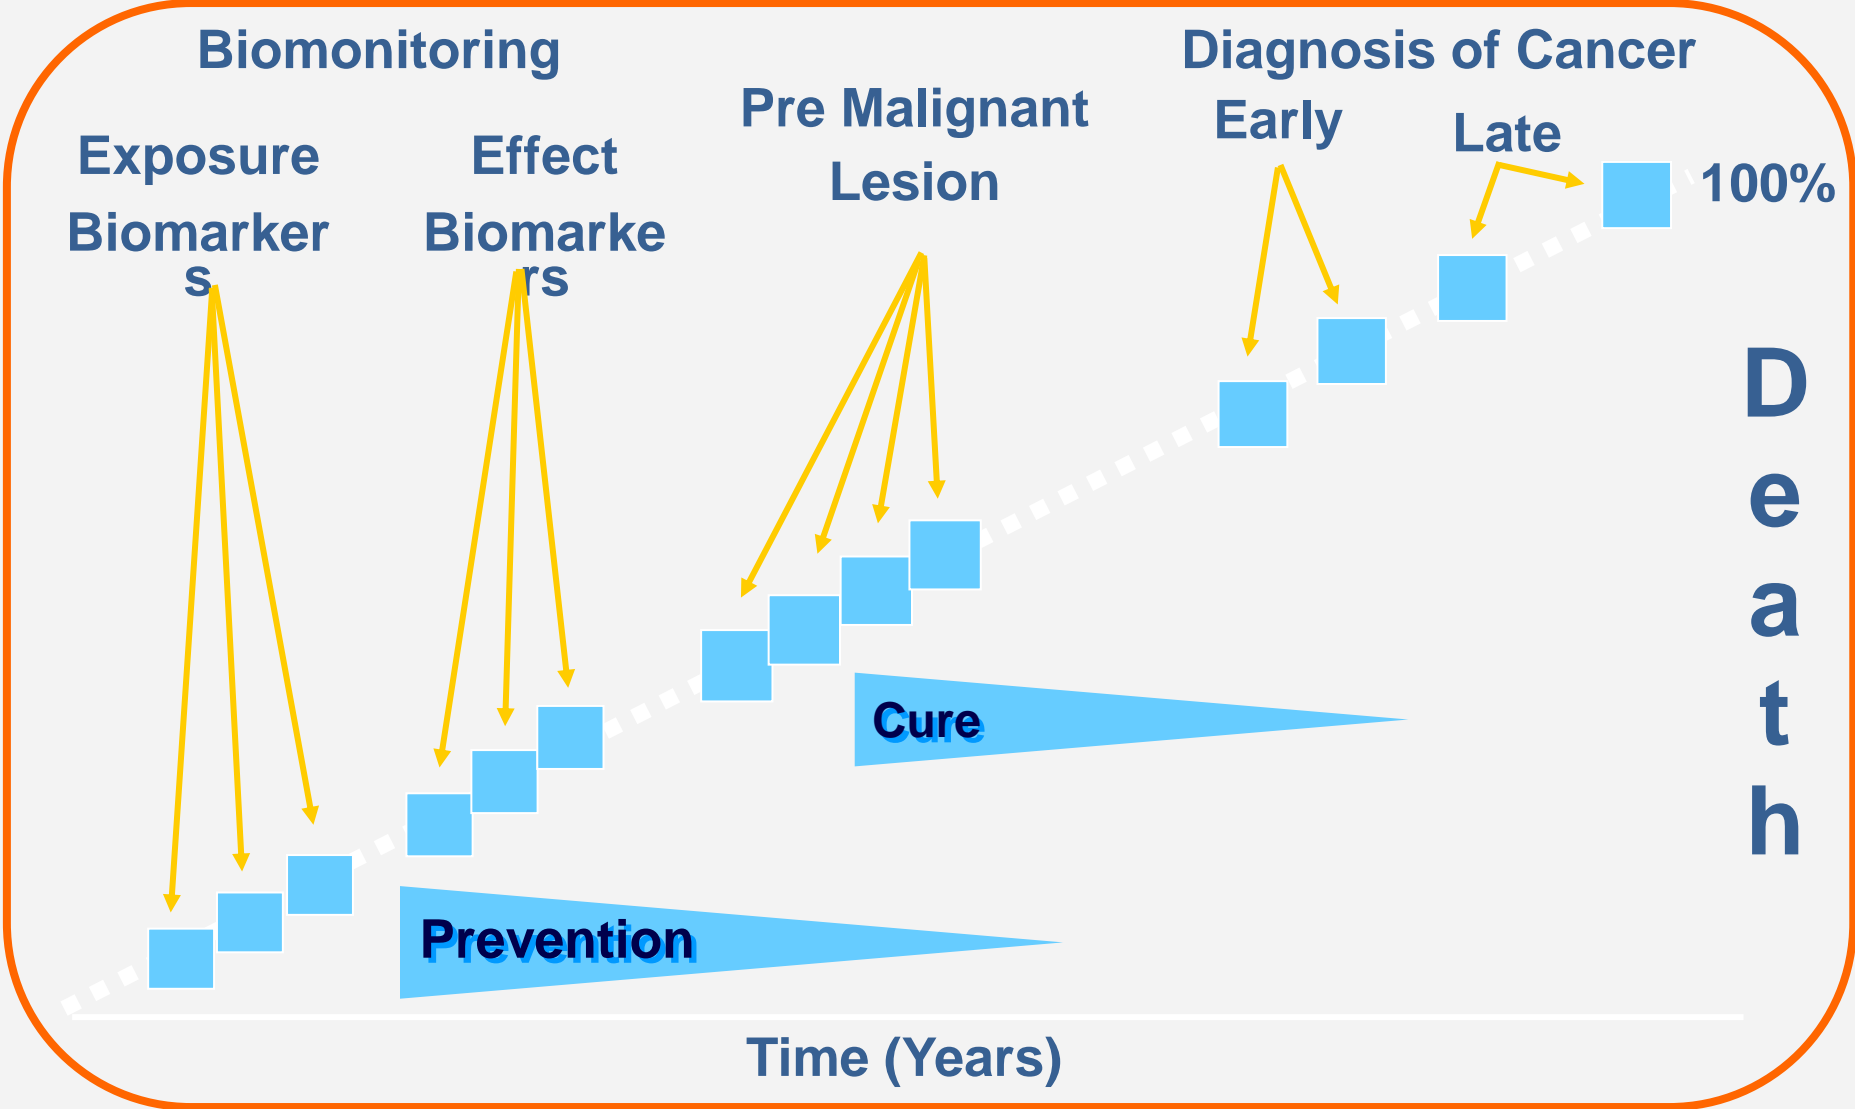 Biomonitoring
Diagnosis of Cancer
Pre Malignant
Lesion
Early
Late
Exposure
Biomarker
s
Effect
Biomarke
rs
100%
D
e
a
t
h
Cure
Prevention
Time (Years)